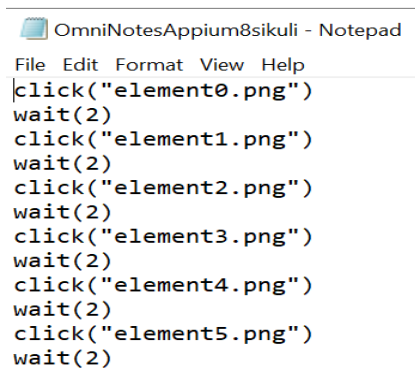 OmniNotesAppium8sikuli - Notepad
File Edit Format View Help
click("element0.png")
wait(2)
click("element1.png")
wait(2)
click("element2.png")
wait(2)
click("element3.png")
wait(2)
click("element4.png")
wait(2)
click("element5.png")
wait(2)